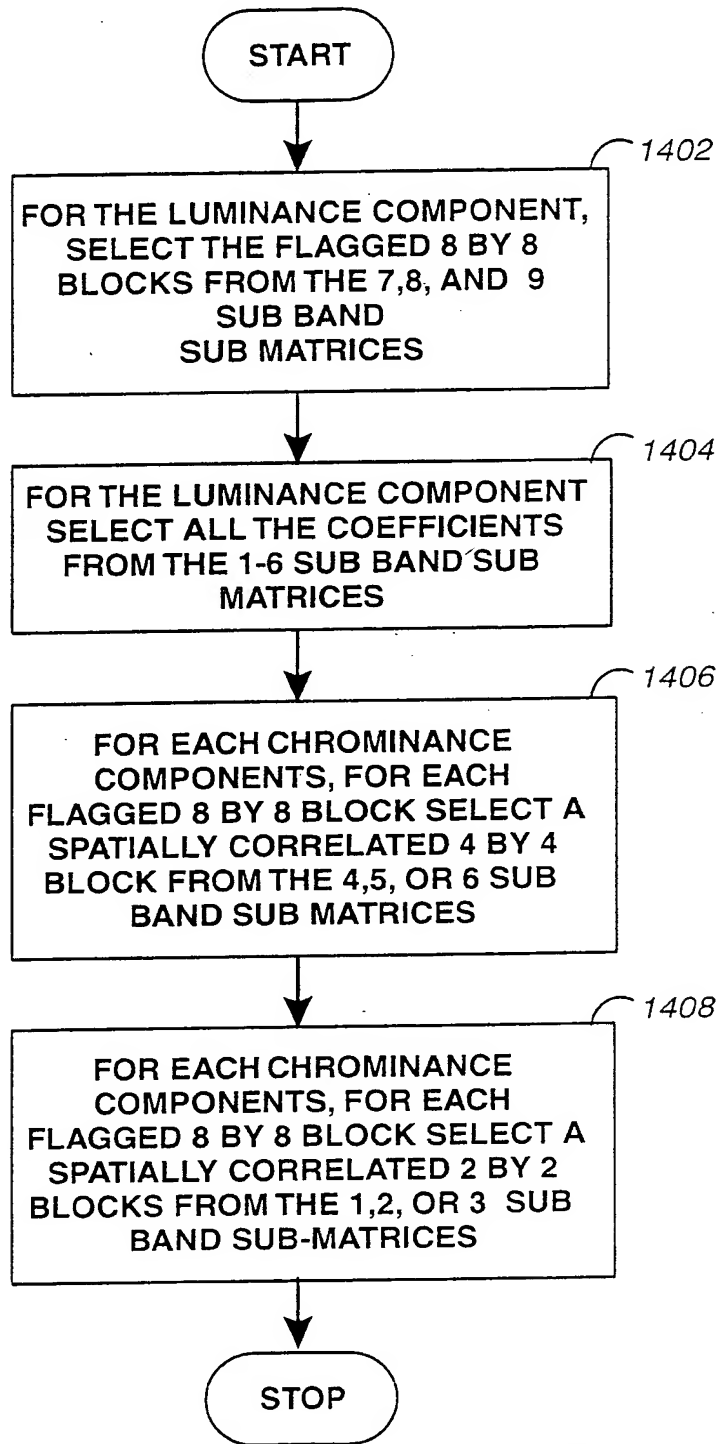 START
1402
FOR THE LUMINANCE COMPONENT,
SELECT THE FLAGGED 8 BY 8
BLOCKS FROM THE 7,8, AND 9
SUB BAND
SUB MATRICES
1404
FOR THE LUMINANCE COMPONENT
SELECT ALL THE COEFFICIENTS
FROM THE 1-6 SUB BAND SUB
MATRICES
1406
FOR EACH CHROMINANCE
COMPONENTS, FOR EACH
FLAGGED 8 BY 8 BLOCK SELECT A
SPATIALLY CORRELATED 4 BY 4
BLOCK FROM THE 4,5, OR 6 SUB
BAND SUB MATRICES
1408
FOR EACH CHROMINANCE
COMPONENTS, FOR EACH
FLAGGED 8 BY 8 BLOCK SELECT A
SPATIALLY CORRELATED 2 BY 2
BLOCKS FROM THE 1,2, OR 3 SUB
BAND SUB-MATRICES
STOP